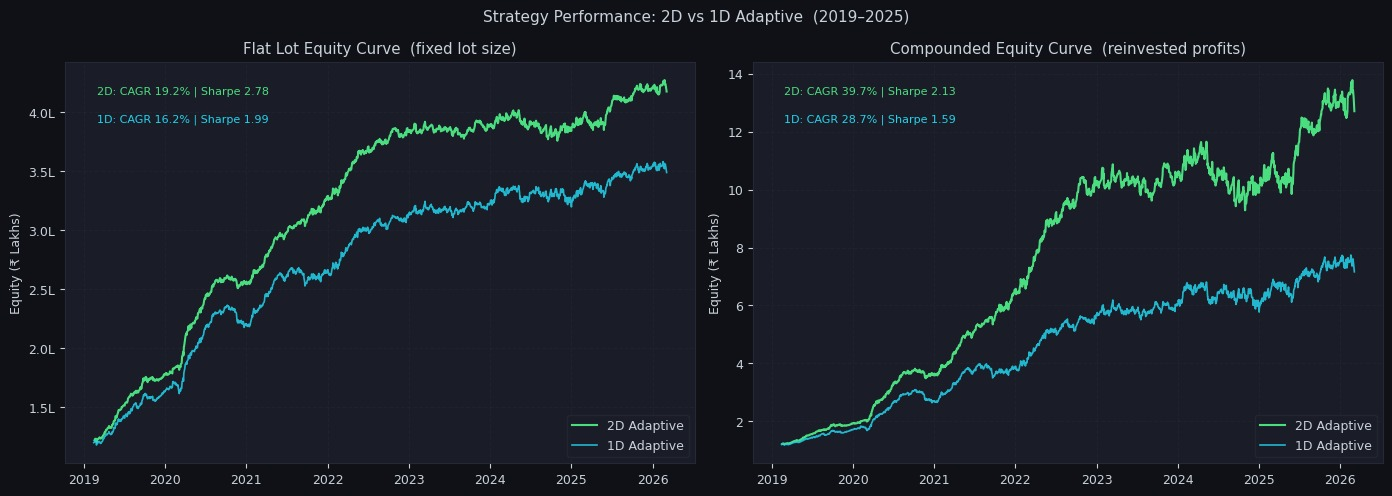 Strategy Performance: 2D vs 1D Adaptive (2019–2025)
Flat Lot Equity Curve (fixed lot size)
2D: CAGR 19.2% | Sharpe 2.78
1D: CAGR 16.2% | Sharpe 1.99
Equity (₹ Lakhs)
4.0L
3.5L
3.0L
2.5L
2.0L
1.5L
2D Adaptive
1D Adaptive
2019 2020 2021 2022 2023 2024 2025 2026
Compounded Equity Curve (reinvested profits)
2D: CAGR 39.7% | Sharpe 2.13
1D: CAGR 28.7% | Sharpe 1.59
Equity (₹ Lakhs)
14
12
10
8
6
4
2
2D Adaptive
1D Adaptive
2019 2020 2021 2022 2023 2024 2025 2026